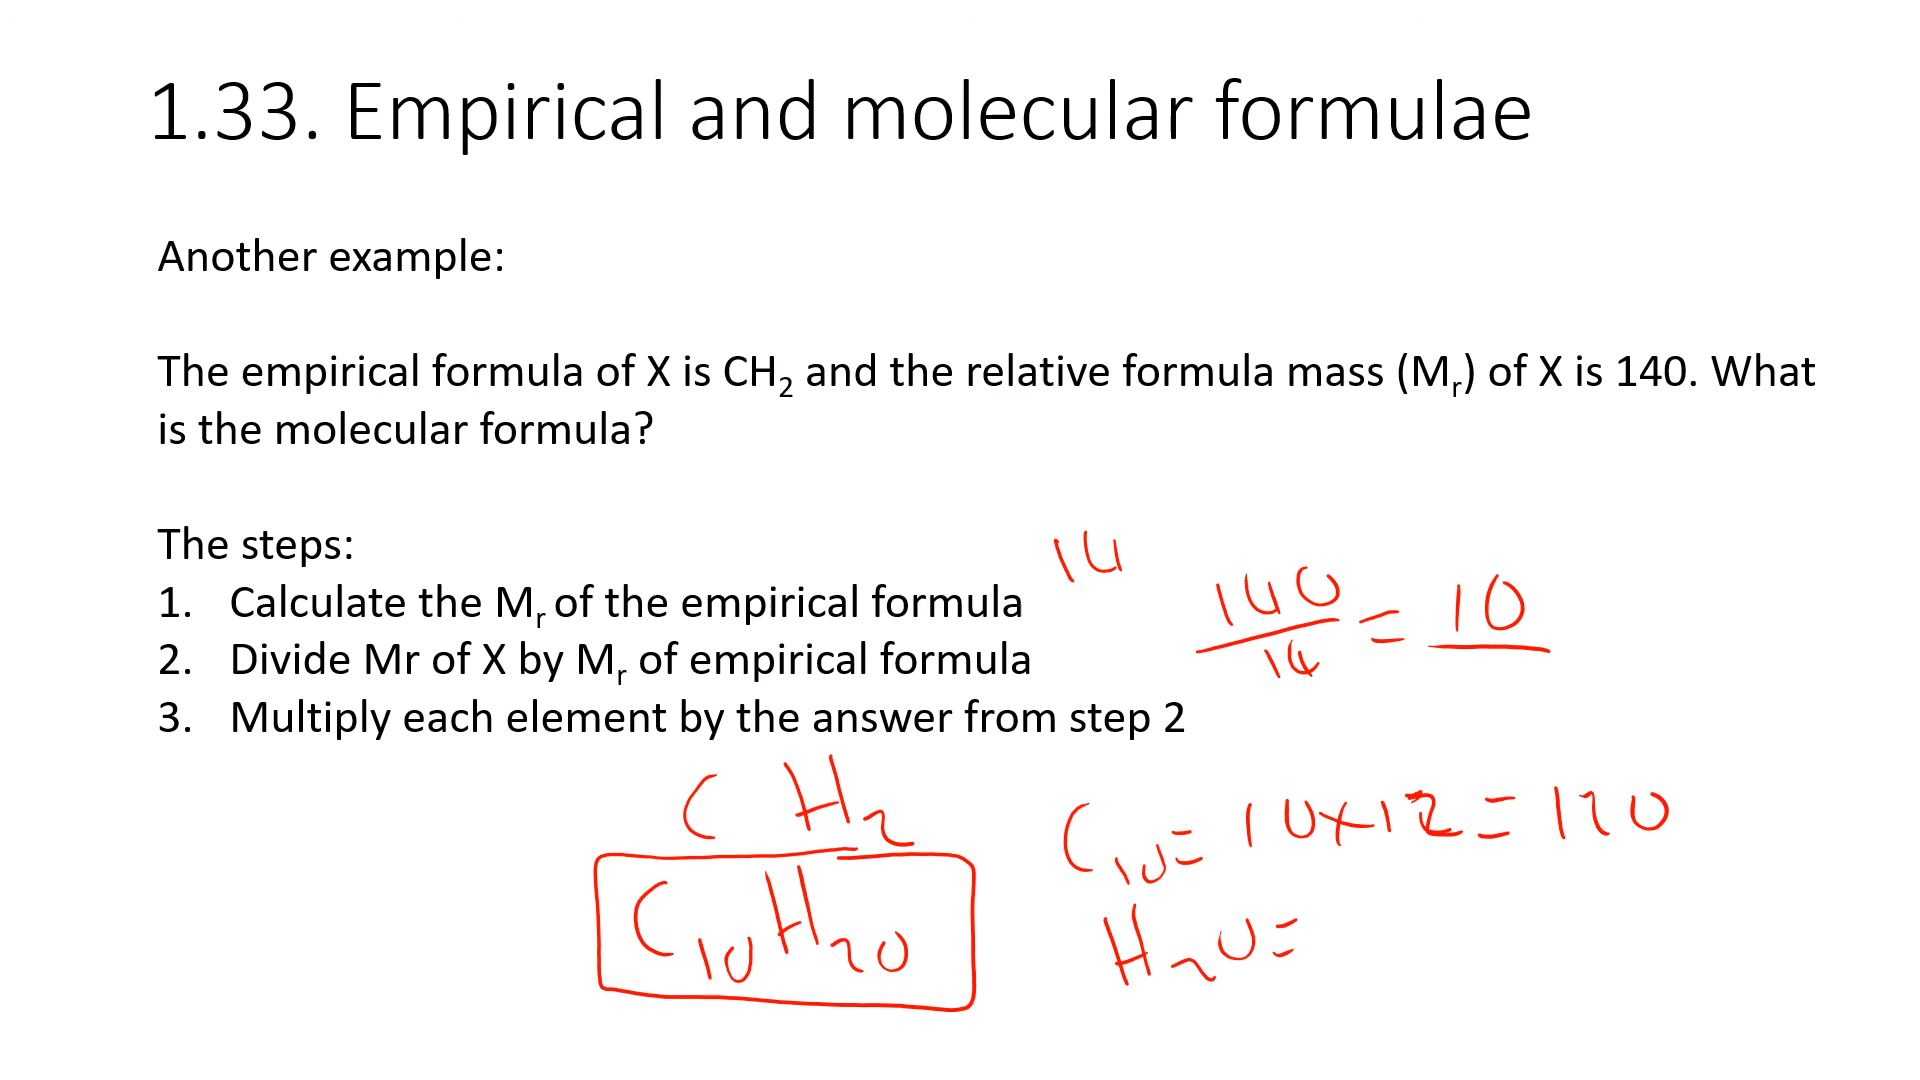 1.33. Empirical and molecular formulae
Another example:
The empirical formula of X is CH₂ and the relative formula mass (Mᵣ) of X is 140. What
is the molecular formula?
The steps:
14
1. Calculate the Mᵣ of the empirical formula
140/14 = 10
2. Divide Mr of X by Mᵣ of empirical formula
3. Multiply each element by the answer from step 2
CH₂
C₁₀ = 10×12 = 120
C₁₀H₂₀
H₂₀ =